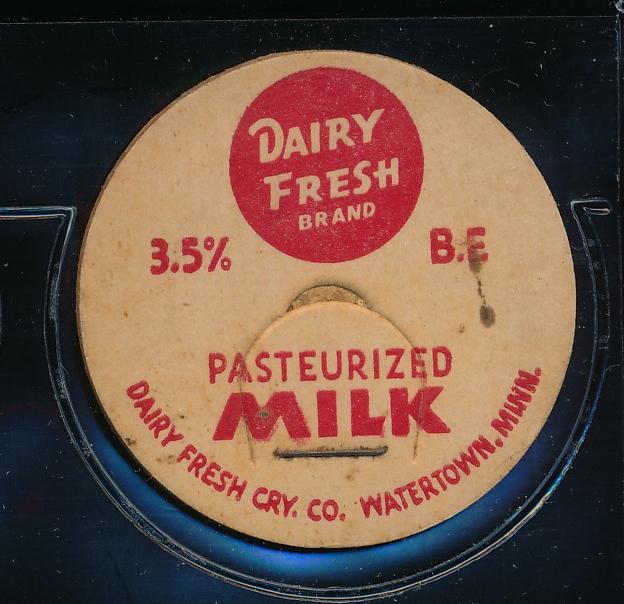 DAIRY
FRESH
BRAND
3.5% B.F
PASTEURIZED
MILK
DAIRY FRESH CRY. CO. WATERTOWN, MINN.